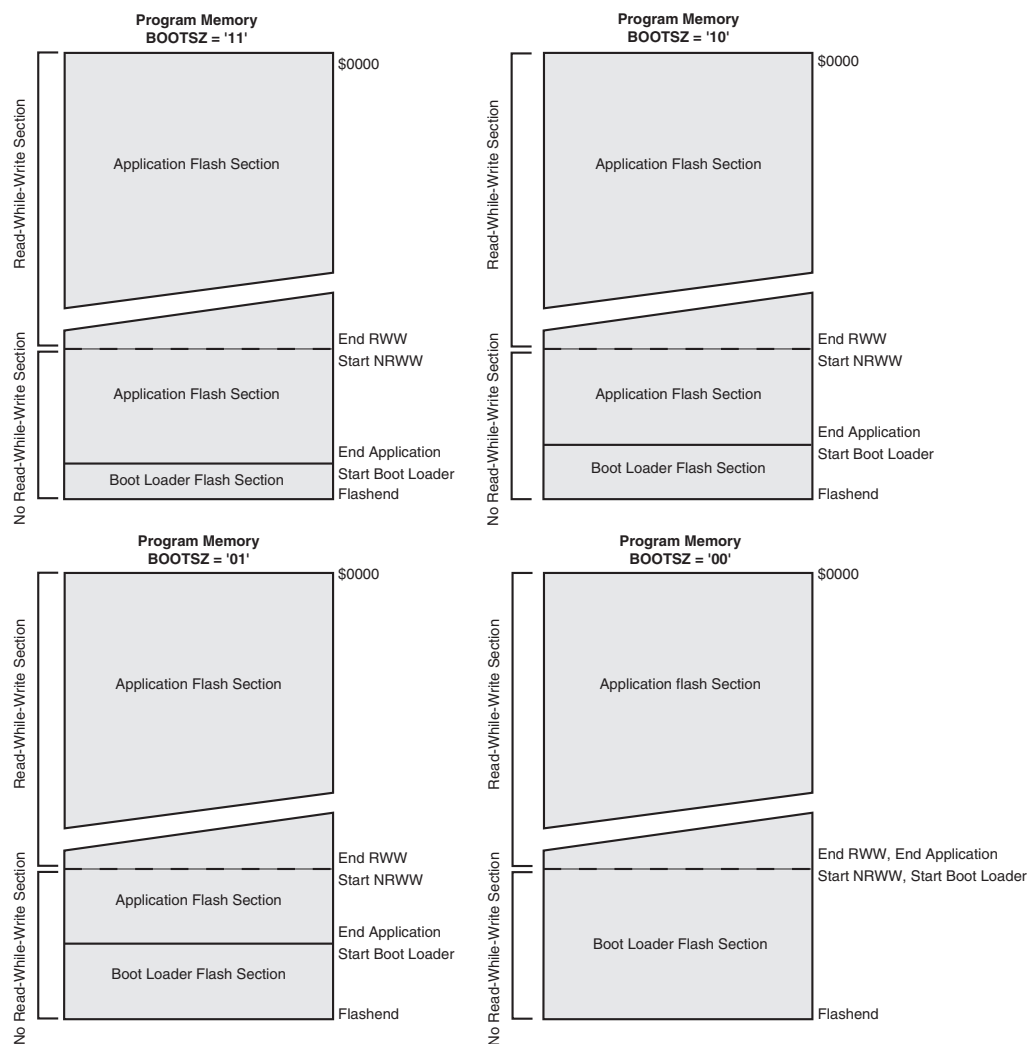 Program Memory
BOOTSZ = '11'
$0000
Read-While-Write Section
Application Flash Section
End RWW
Start NRWW
No Read-While-Write Section
Application Flash Section
End Application
Start Boot Loader
Boot Loader Flash Section
Flashend
Program Memory
BOOTSZ = '10'
$0000
Read-While-Write Section
Application Flash Section
End RWW
Start NRWW
No Read-While-Write Section
Application Flash Section
End Application
Start Boot Loader
Boot Loader Flash Section
Flashend
Program Memory
BOOTSZ = '01'
$0000
Read-While-Write Section
Application Flash Section
End RWW
Start NRWW
No Read-While-Write Section
Application Flash Section
End Application
Start Boot Loader
Boot Loader Flash Section
Flashend
Program Memory
BOOTSZ = '00'
$0000
Read-While-Write Section
Application flash Section
End RWW, End Application
Start NRWW, Start Boot Loader
No Read-While-Write Section
Boot Loader Flash Section
Flashend